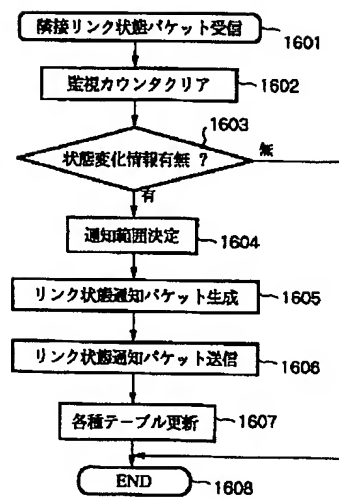 隣接リンク状態パケット受信
1601
監視カウンタクリア
1602
1603
状態変化情報有無 ?
無
有
通知範囲決定
1604
リンク状態通知パケット生成
1605
リンク状態通知パケット送信
1606
各種テーブル更新
1607
END
1608